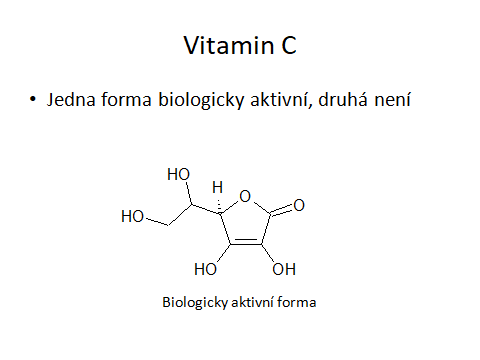 Vitamin C
• Jedna forma biologicky aktivní, druhá není
HO
H
O
O
HO
HO
OH
Biologicky aktivní forma